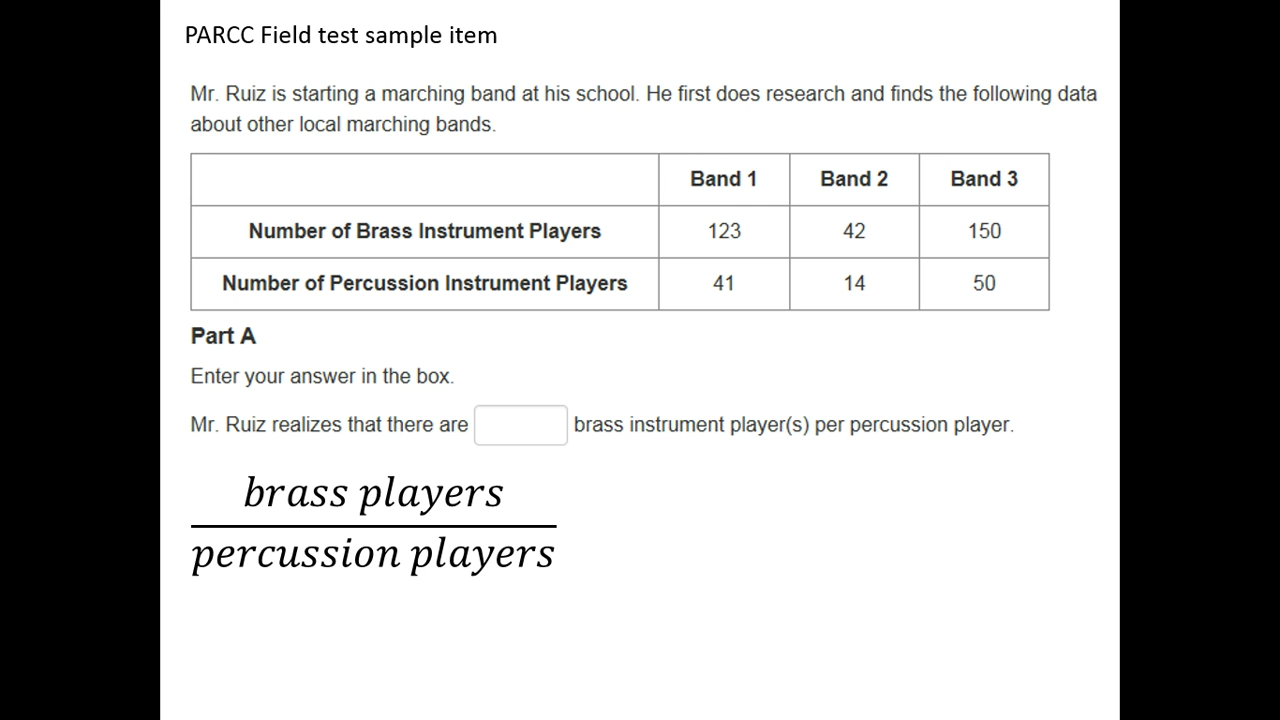 PARCC Field test sample item
Mr. Ruiz is starting a marching band at his school. He first does research and finds the following data
about other local marching bands.
Band 1 Band 2 Band 3
Number of Brass Instrument Players 123 42 150
Number of Percussion Instrument Players 41 14 50
Part A
Enter your answer in the box.
Mr. Ruiz realizes that there are brass instrument player(s) per percussion player.
brass players
percussion players